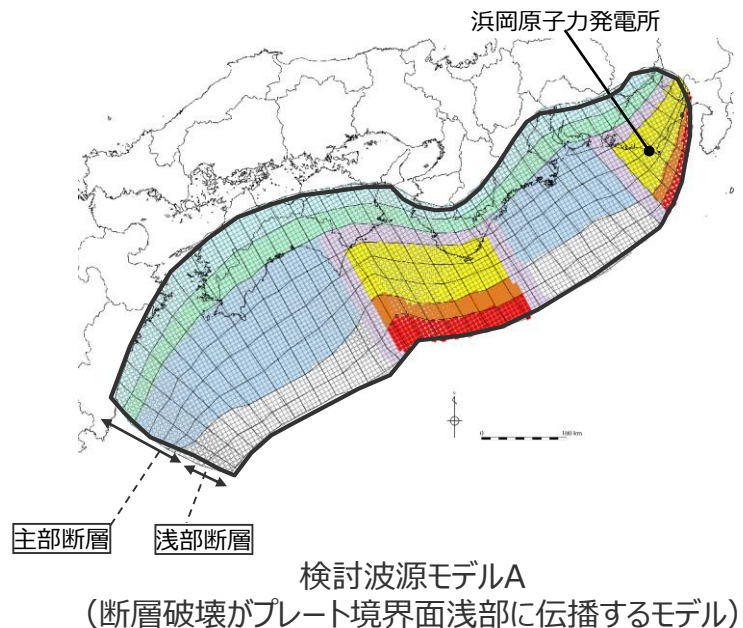 浜岡原子力発電所
0
100 km
主部断層
浅部断層
検討波源モデルA
（断層破壊がプレート境界面浅部に伝播するモデル）